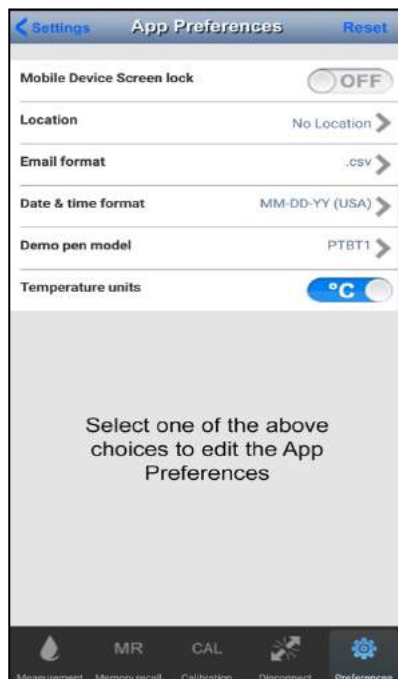 Settings App Preferences Reset
Mobile Device Screen lock OFF
Location No Location
Email format .csv
Date & time format MM-DD-YY (USA)
Demo pen model PTBT1
Temperature units °C
Select one of the above
choices to edit the App
Preferences
MR CAL
Measurement Memory recall Calibration Disconnect Preferences